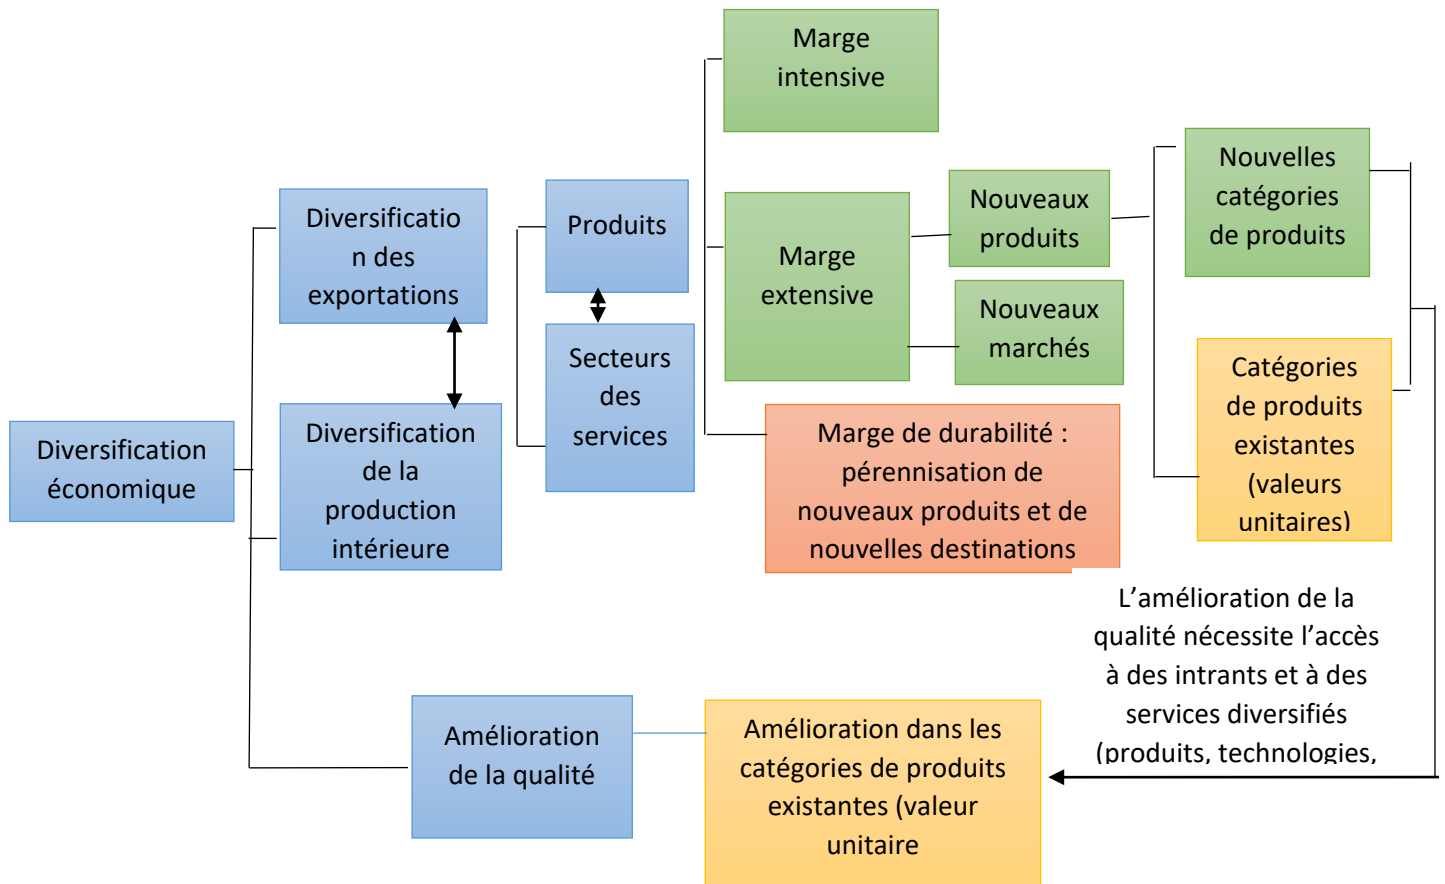 Marge
intensive
Nouvelles
catégories
de produits
Nouveaux
produits
Diversificatio
n des
exportations
Produits
Marge
extensive
Nouveaux
marchés
Secteurs
des
services
Catégories
de produits
existantes
(valeurs
unitaires)
Diversification
économique
Diversification
de la
production
intérieure
Marge de durabilité :
pérennisation de
nouveaux produits et de
nouvelles destinations
L’amélioration de la
qualité nécessite l’accès
à des intrants et à des
services diversifiés
(produits, technologies,
Amélioration
de la qualité
Amélioration dans les
catégories de produits
existantes (valeur
unitaire